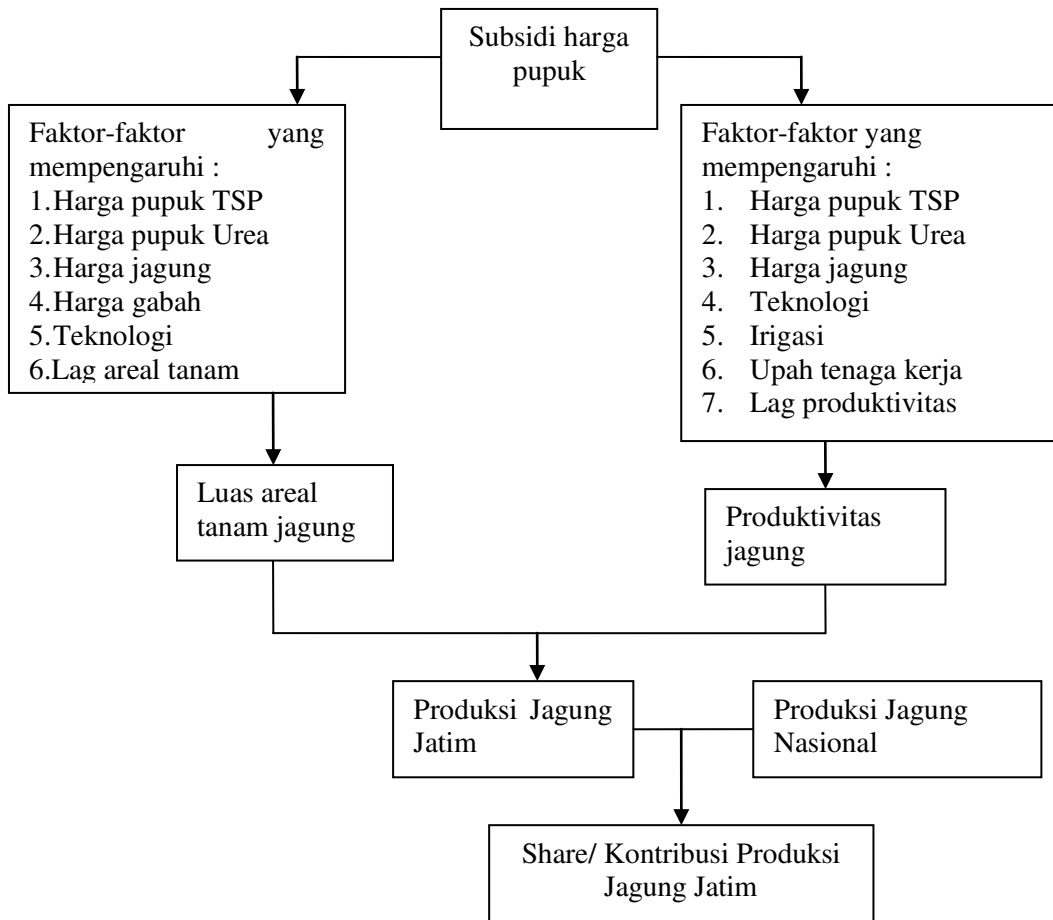 Subsidi harga
pupuk
Faktor-faktor yang
mempengaruhi :
1.Harga pupuk TSP
2.Harga pupuk Urea
3.Harga jagung
4.Harga gabah
5.Teknologi
6.Lag areal tanam
Faktor-faktor yang
mempengaruhi :
1. Harga pupuk TSP
2. Harga pupuk Urea
3. Harga jagung
4. Teknologi
5. Irigasi
6. Upah tenaga kerja
7. Lag produktivitas
Luas areal
tanam jagung
Produktivitas
jagung
Produksi Jagung
Jatim
Produksi Jagung
Nasional
Share/ Kontribusi Produksi
Jagung Jatim